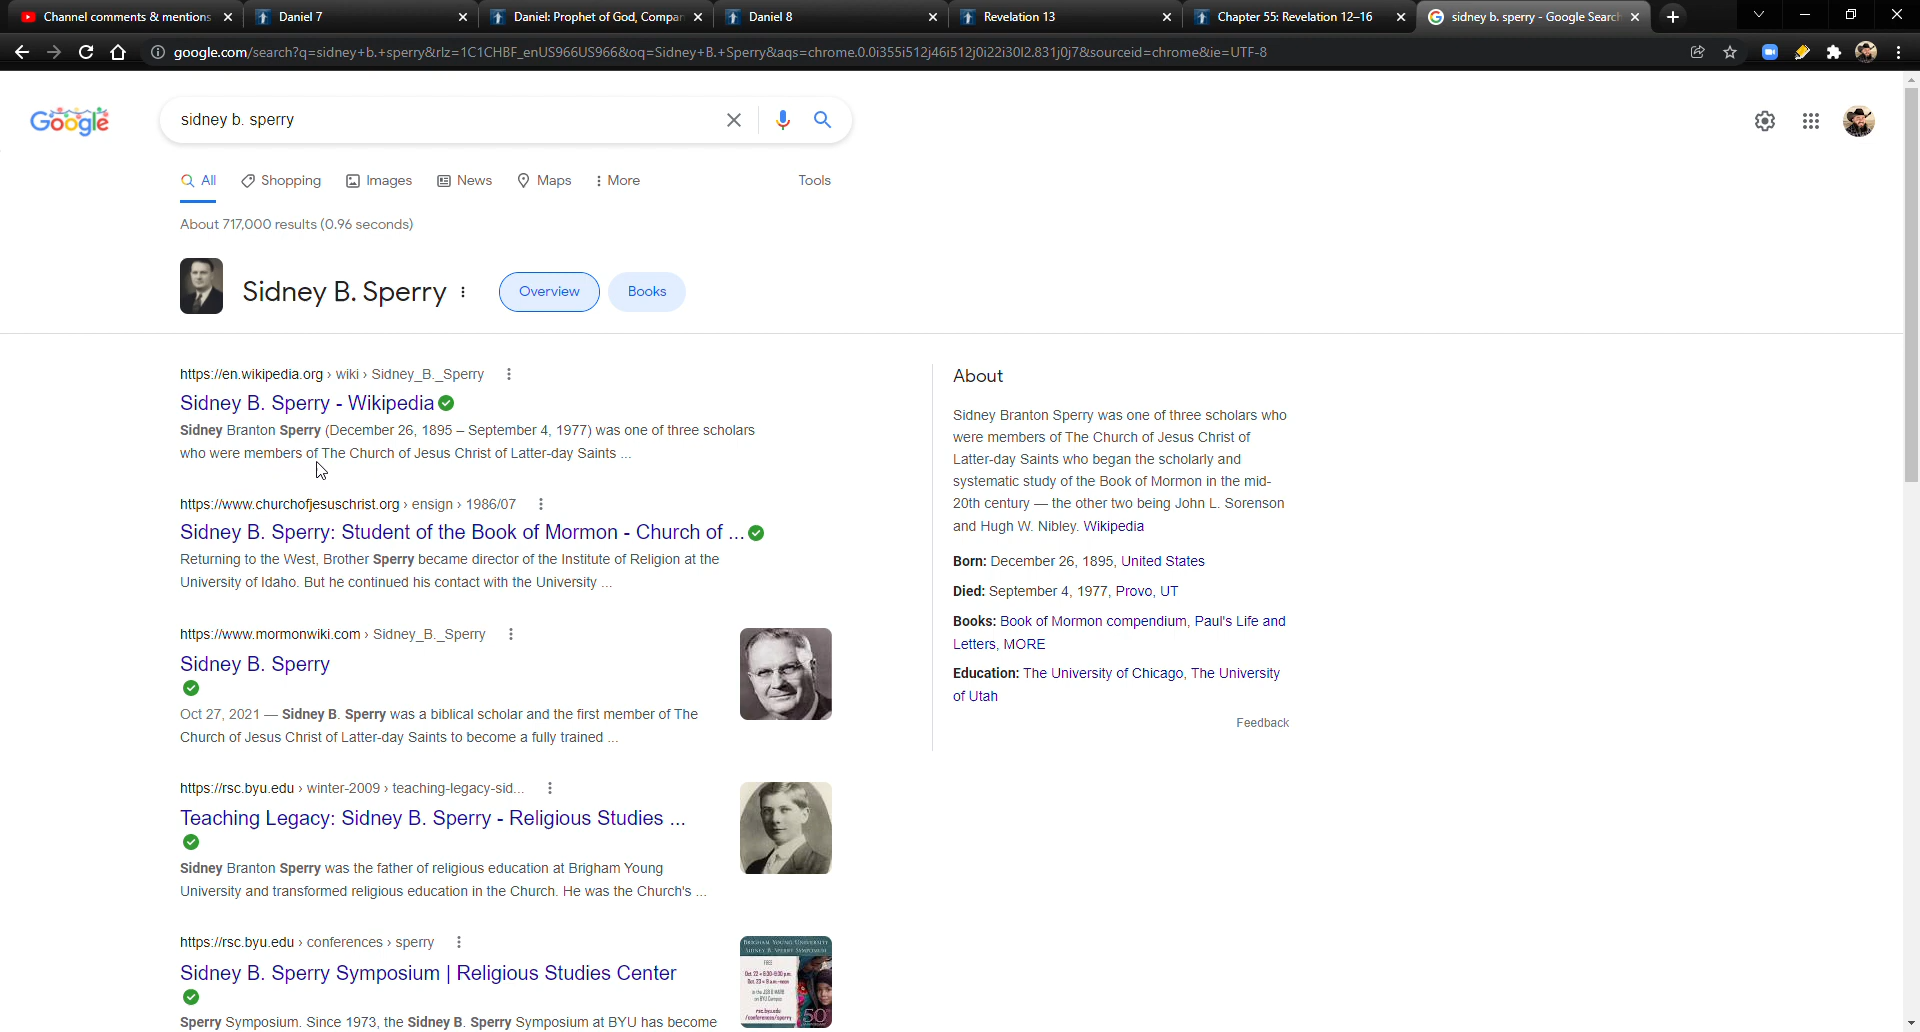 Channel comments & mentions
Daniel 7
Daniel: Prophet of God, Compan
Daniel 8
Revelation 13
Chapter 55: Revelation 12–16
sidney b. sperry - Google Search
google.com/search?q=sidney+b.+sperry&rlz=1C1CHBF_enUS966US966&oq=Sidney+B.+Sperry&aqs=chrome.0.0i355i512j46i512j0i22i30l2.831j0j7&sourceid=chrome&ie=UTF-8
Google
sidney b. sperry
All
Shopping
Images
News
Maps
More
Tools
About 717,000 results (0.96 seconds)
Sidney B. Sperry
Overview
Books
https://en.wikipedia.org › wiki › Sidney_B._Sperry
Sidney B. Sperry - Wikipedia
Sidney Branton Sperry (December 26, 1895 – September 4, 1977) was one of three scholars
who were members of The Church of Jesus Christ of Latter-day Saints ...
https://www.churchofjesuschrist.org › ensign › 1986/07
Sidney B. Sperry: Student of the Book of Mormon - Church of ...
Returning to the West, Brother Sperry became director of the Institute of Religion at the
University of Idaho. But he continued his contact with the University ...
https://www.mormonwiki.com › Sidney_B._Sperry
Sidney B. Sperry
Oct 27, 2021 — Sidney B. Sperry was a biblical scholar and the first member of The
Church of Jesus Christ of Latter-day Saints to become a fully trained ...
https://rsc.byu.edu › winter-2009 › teaching-legacy-sid...
Teaching Legacy: Sidney B. Sperry - Religious Studies ...
Sidney Branton Sperry was the father of religious education at Brigham Young
University and transformed religious education in the Church. He was the Church's ...
https://rsc.byu.edu › conferences › sperry
Sidney B. Sperry Symposium | Religious Studies Center
Sperry Symposium. Since 1973, the Sidney B. Sperry Symposium at BYU has become
BRIGHAM YOUNG UNIVERSITY
SIDNEY B. SPERRY SYMPOSIUM
FREE
rsc.byu.edu
/conferences/sperry
50
About
Sidney Branton Sperry was one of three scholars who
were members of The Church of Jesus Christ of
Latter-day Saints who began the scholarly and
systematic study of the Book of Mormon in the mid-
20th century — the other two being John L. Sorenson
and Hugh W. Nibley. Wikipedia
Born: December 26, 1895, United States
Died: September 4, 1977, Provo, UT
Books: Book of Mormon compendium, Paul's Life and
Letters, MORE
Education: The University of Chicago, The University
of Utah
Feedback